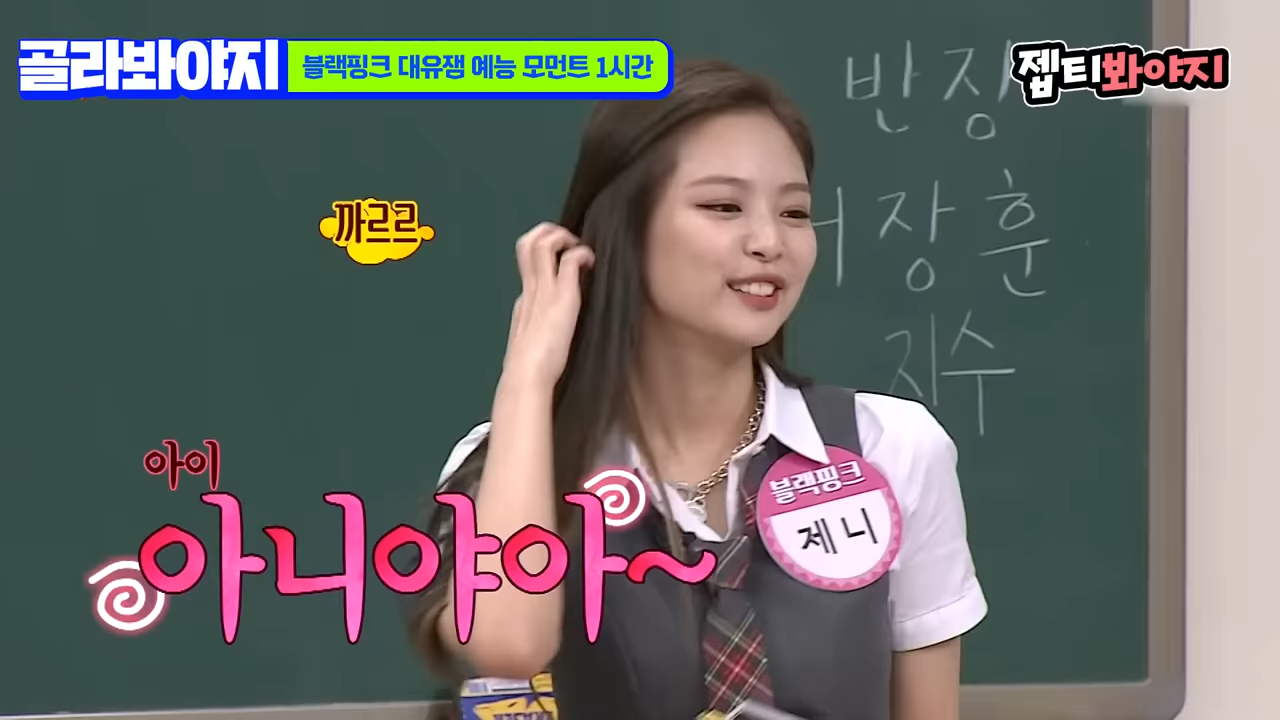 골라봐야지 블랙핑크 대유잼 예능 모먼트 1시간
젭티봐야지
반장
서장훈
지수
까르르
아이
아니야아~
블랙핑크
제니